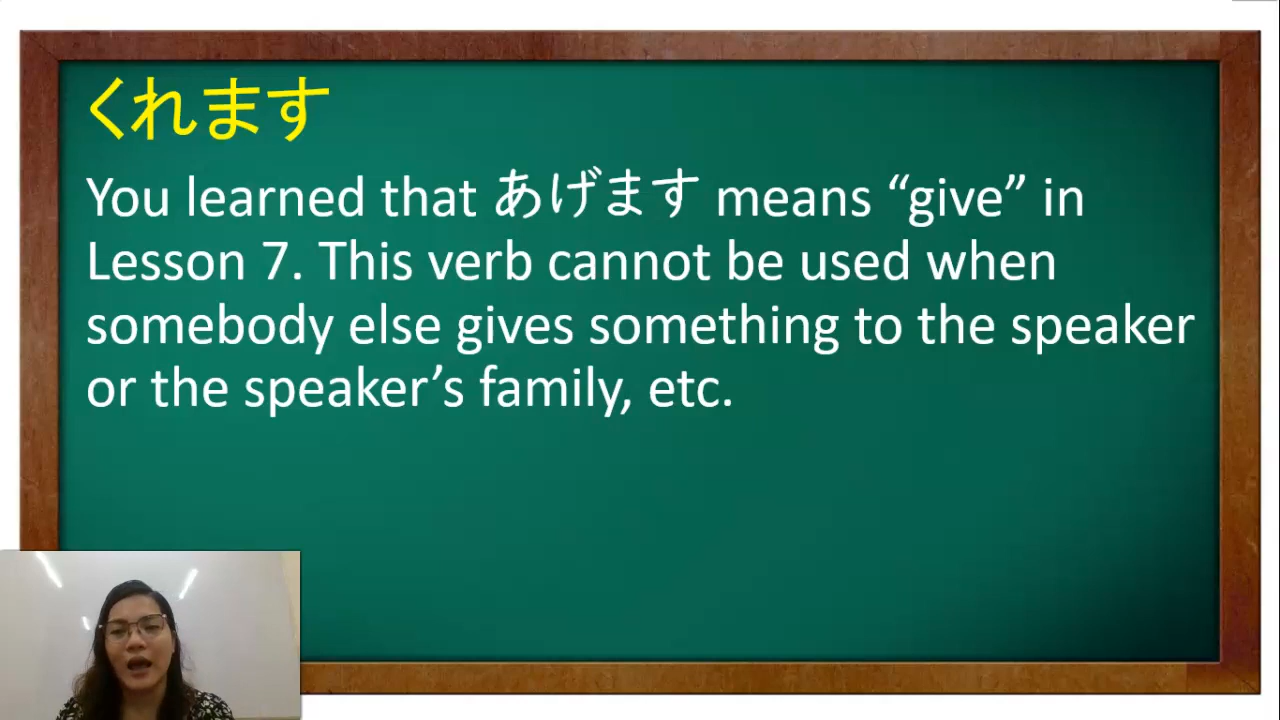 くれます
You learned that あげます means “give” in
Lesson 7. This verb cannot be used when
somebody else gives something to the speaker
or the speaker’s family, etc.